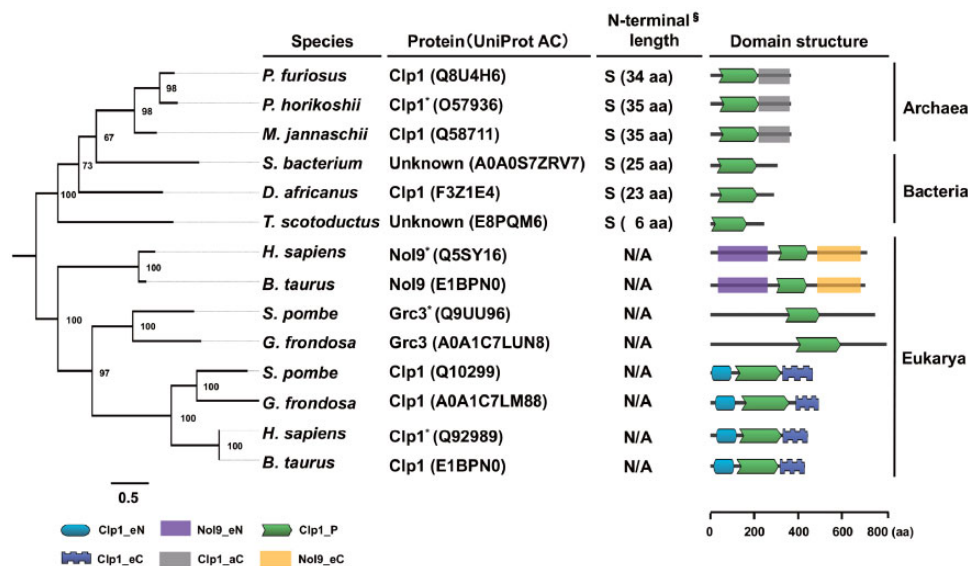 Species Protein(UniProt AC) N-terminal§ length Domain structure
P. furiosus Clp1 (Q8U4H6) S (34 aa)
98
P. horikoshii Clp1* (O57936) S (35 aa) Archaea
98
M. jannaschii Clp1 (Q58711) S (35 aa)
67
S. bacterium Unknown (A0A0S7ZRV7) S (25 aa)
73
D. africanus Clp1 (F3Z1E4) S (23 aa) Bacteria
100
T. scotoductus Unknown (E8PQM6) S ( 6 aa)
H. sapiens Nol9* (Q5SY16) N/A
100
B. taurus Nol9 (E1BPN0) N/A
S. pombe Grc3* (Q9UU96) N/A
100 100
G. frondosa Grc3 (A0A1C7LUN8) N/A
Eukarya
97
S. pombe Clp1 (Q10299) N/A
100
G. frondosa Clp1 (A0A1C7LM88) N/A
100
H. sapiens Clp1* (Q92989) N/A
100
B. taurus Clp1 (E1BPN0) N/A
0.5
0 200 400 600 800 (aa)
Clp1_eN Nol9_eN Clp1_P
Clp1_eC Clp1_aC Nol9_eC